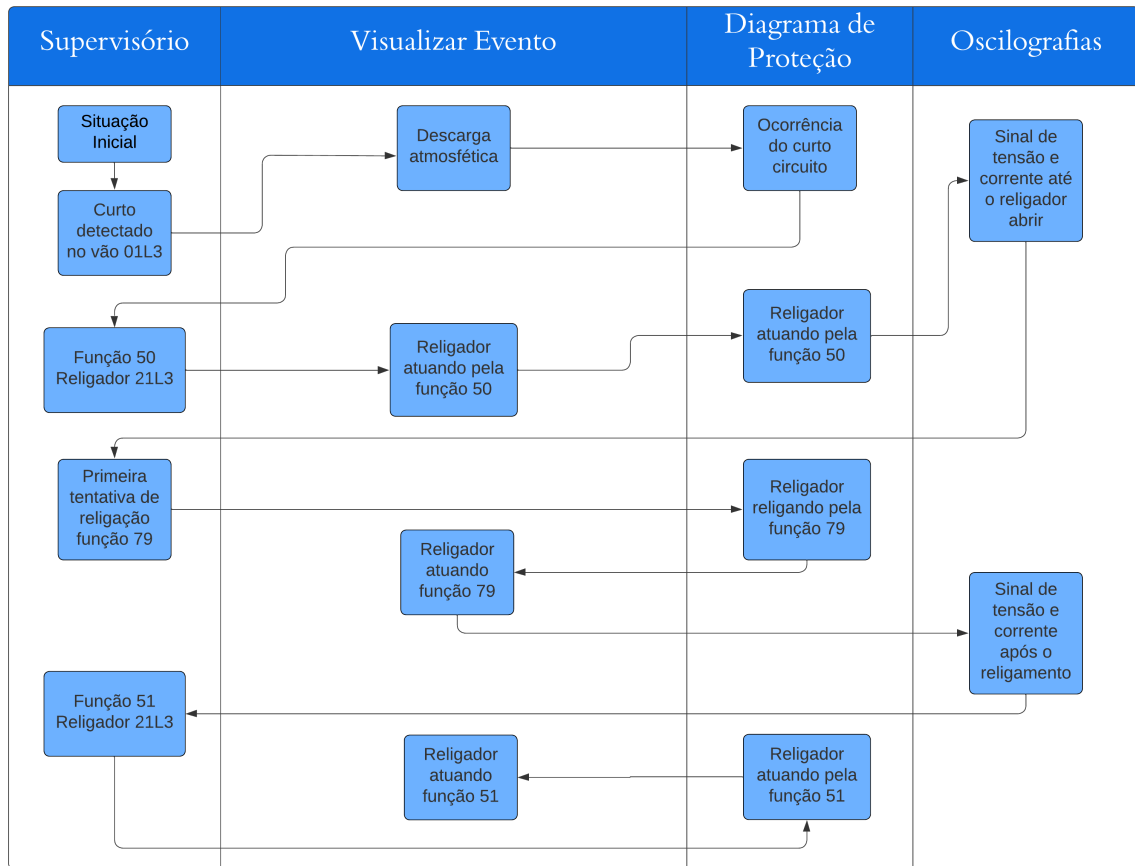 Supervisório
Visualizar Evento
Diagrama de
Proteção
Oscilografias
Situação
Inicial
Descarga
atmosfética
Ocorrência
do curto
circuito
Sinal de
tensão e
corrente até
o religador
abrir
Curto
detectado
no vão 01L3
Função 50
Religador 21L3
Religador
atuando pela
função 50
Religador
atuando pela
função 50
Primeira
tentativa de
religação
função 79
Religador
religando pela
função 79
Religador
atuando
função 79
Sinal de
tensão e
corrente
após o
religamento
Função 51
Religador 21L3
Religador
atuando
função 51
Religador
atuando pela
função 51